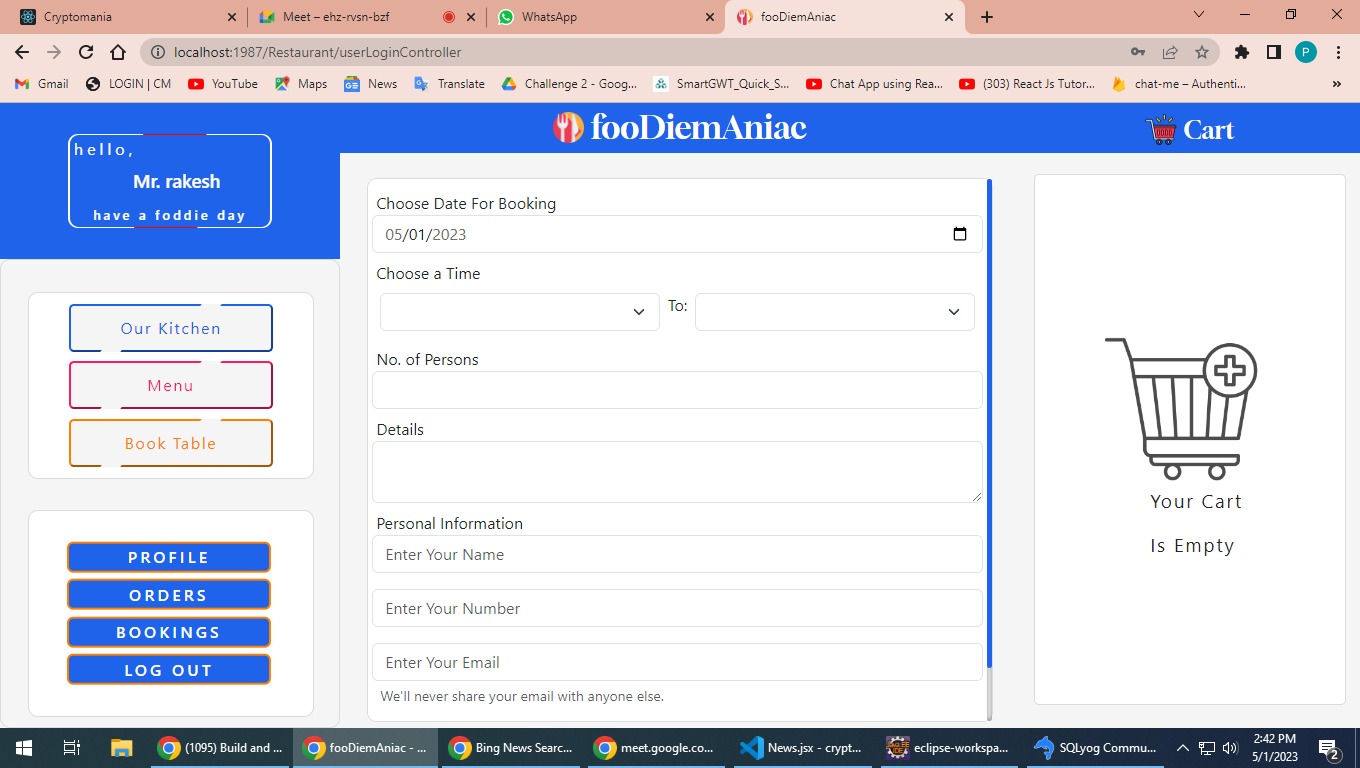 Cryptomania
Meet – ehz-rvsn-bzf
WhatsApp
fooDiemAniac
localhost:1987/Restaurant/userLoginController
P
Gmail
LOGIN | CM
YouTube
Maps
News
Translate
Challenge 2 - Goog...
SmartGWT_Quick_S...
Chat App using Rea...
(303) React Js Tutor...
chat-me – Authenti...
»
hello,
Mr. rakesh
have a foddie day
fooDiemAniac
Cart
Our Kitchen
Menu
Book Table
PROFILE
ORDERS
BOOKINGS
LOG OUT
Choose Date For Booking
05/01/2023
Choose a Time
To:
No. of Persons
Details
Personal Information
Enter Your Name
Enter Your Number
Enter Your Email
We'll never share your email with anyone else.
Your Cart
Is Empty
(1095) Build and ...
fooDiemAniac - ...
Bing News Searc...
meet.google.co...
News.jsx - crypt...
eclipse-workspa...
SQLyog Commu...
2:42 PM
5/1/2023
2